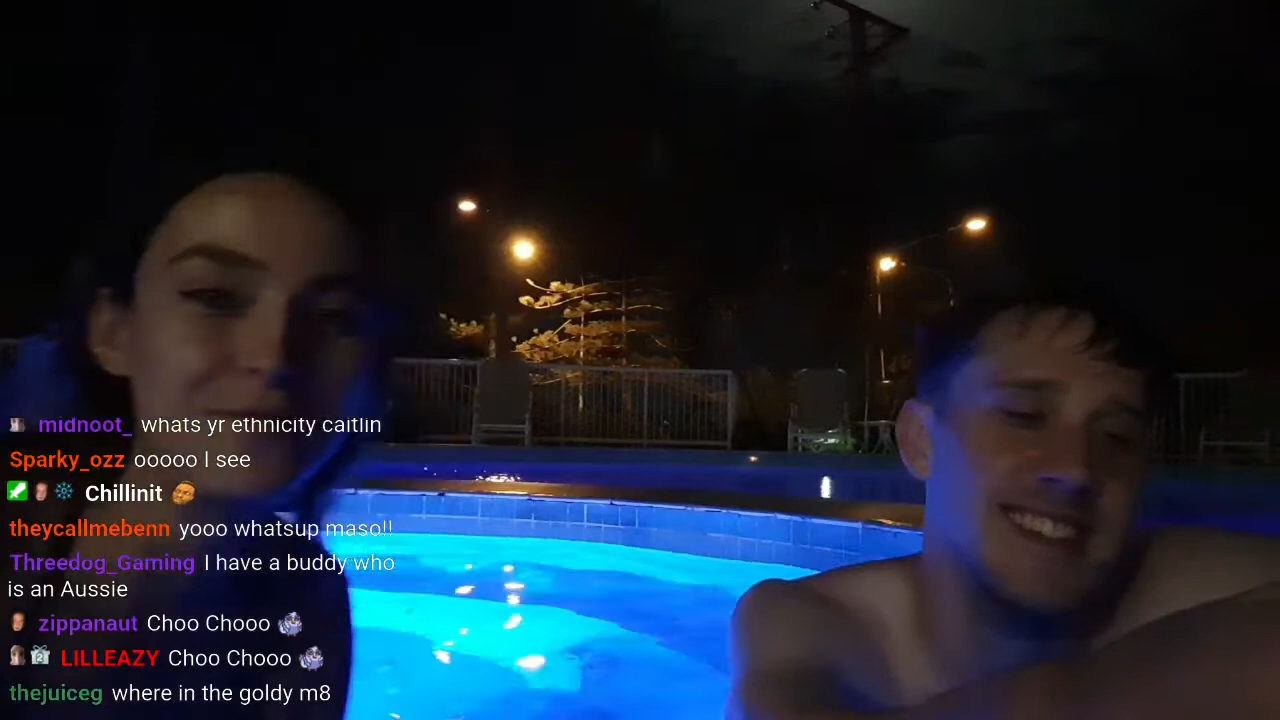 midnoot_ whats yr ethnicity caitlin
Sparky_ozz ooooo I see
Chillinit
theycallmebenn yooo whatsup maso!!
Threedog_Gaming I have a buddy who
is an Aussie
zippanaut Choo Chooo
LILLEAZY Choo Chooo
thejuiceg where in the goldy m8